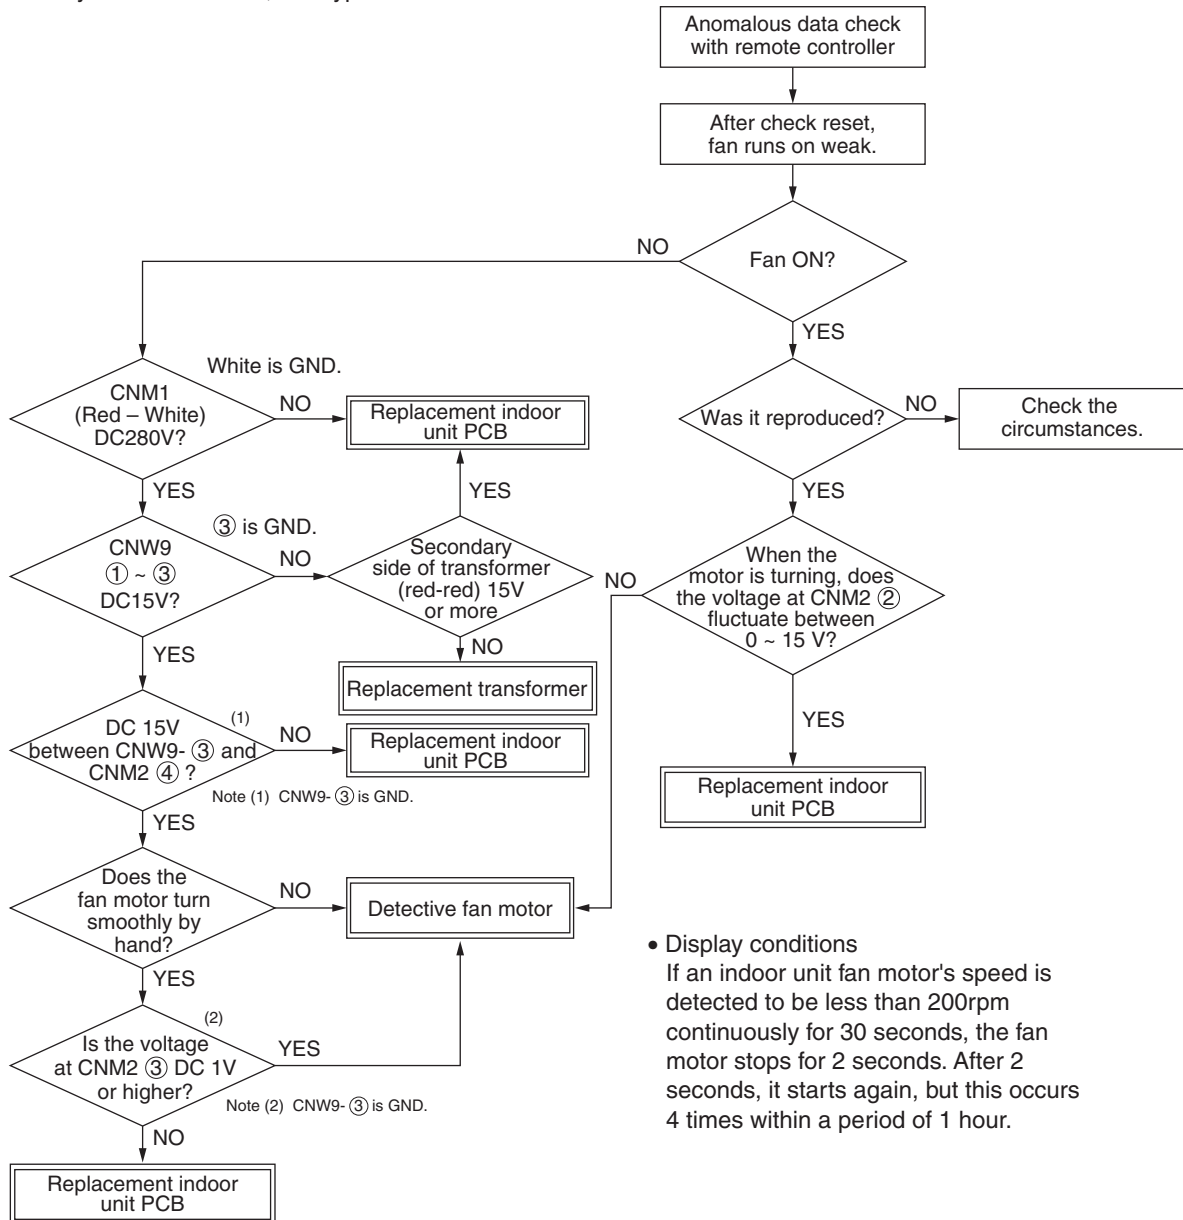 Anomalous data check
with remote controller
After check reset,
fan runs on weak.
NO
Fan ON?
YES
White is GND.
CNM1
(Red – White)
DC280V?
NO
Replacement indoor
unit PCB
Was it reproduced?
NO
Check the
circumstances.
YES
YES
YES
③ is GND.
CNW9
① ~ ③
DC15V?
NO
Secondary
side of transformer
(red-red) 15V
or more
NO
When the
motor is turning, does
the voltage at CNM2 ②
fluctuate between
0 ~ 15 V?
YES
NO
Replacement transformer
YES
DC 15V
between CNW9- ③ and
CNM2 ④ ?
(1)
NO
Replacement indoor
unit PCB
Note (1) CNW9- ③ is GND.
Replacement indoor
unit PCB
YES
Does the
fan motor turn
smoothly by
hand?
NO
Detective fan motor
YES
(2)
Is the voltage
at CNM2 ③ DC 1V
or higher?
YES
Note (2) CNW9- ③ is GND.
NO
Replacement indoor
unit PCB
• Display conditions
If an indoor unit fan motor's speed is
detected to be less than 200rpm
continuously for 30 seconds, the fan
motor stops for 2 seconds. After 2
seconds, it starts again, but this occurs
4 times within a period of 1 hour.